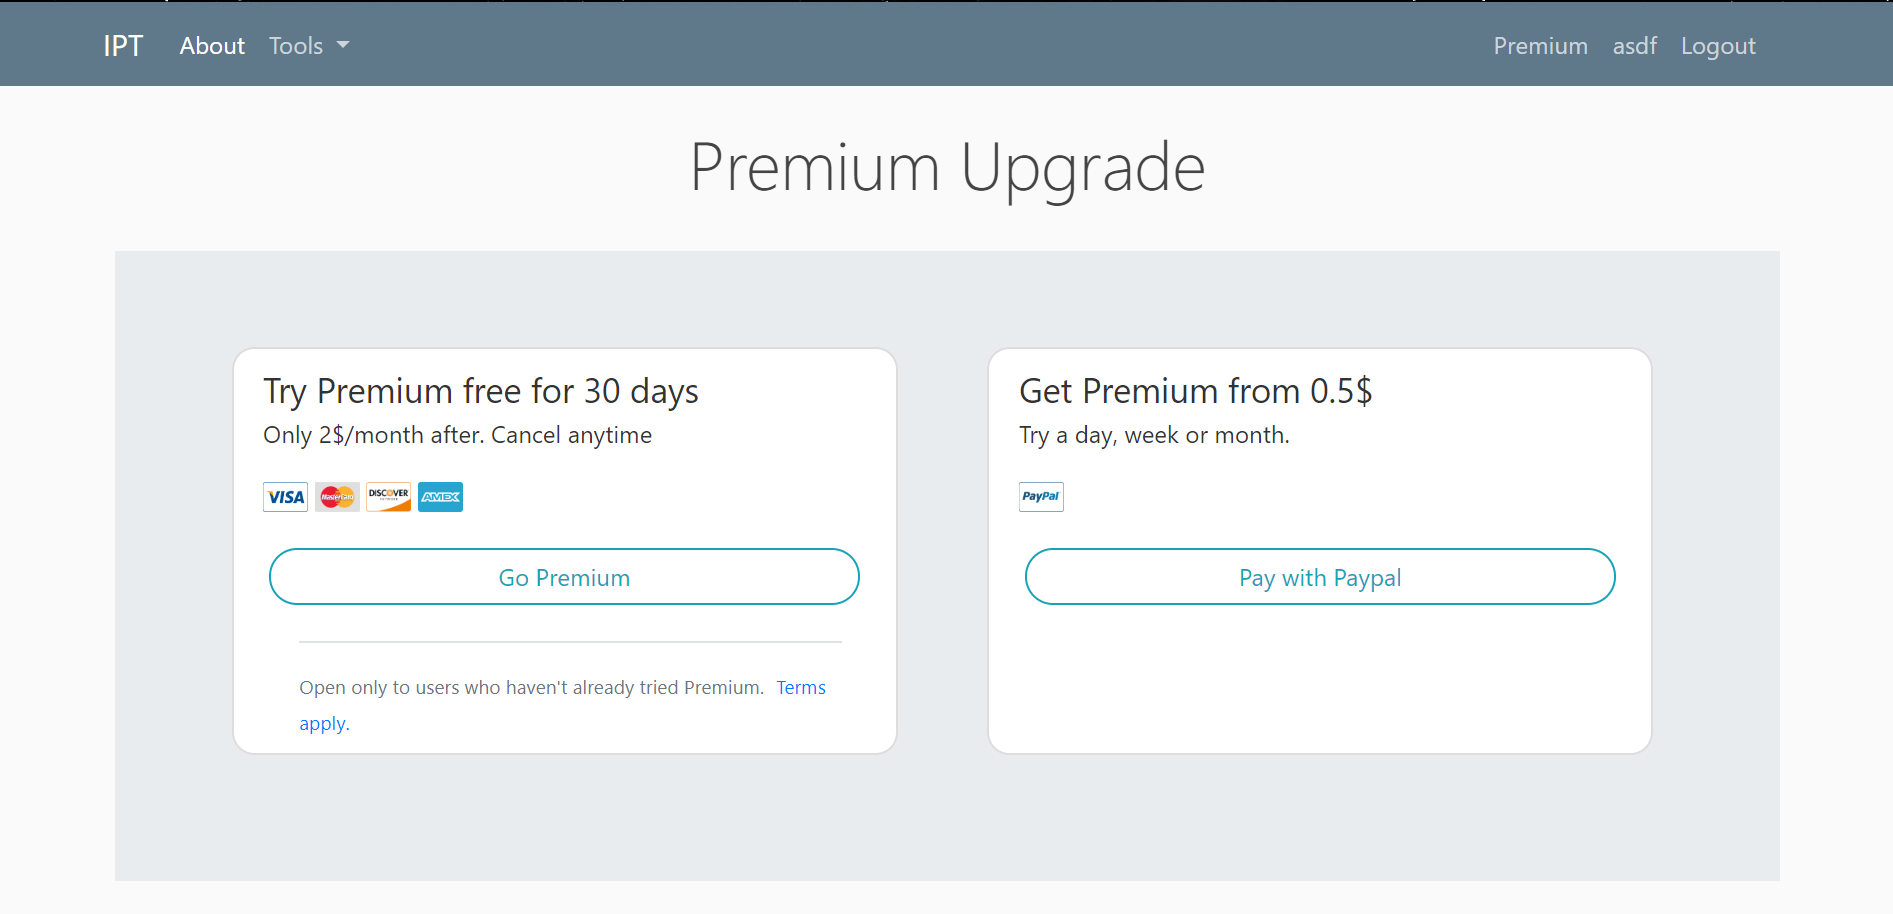 IPT About Tools Premium asdf Logout
Premium Upgrade
Try Premium free for 30 days
Only 2$/month after. Cancel anytime
VISA MasterCard DISCOVER AMEX
Go Premium
Open only to users who haven't already tried Premium. Terms
apply.
Get Premium from 0.5$
Try a day, week or month.
PayPal
Pay with Paypal